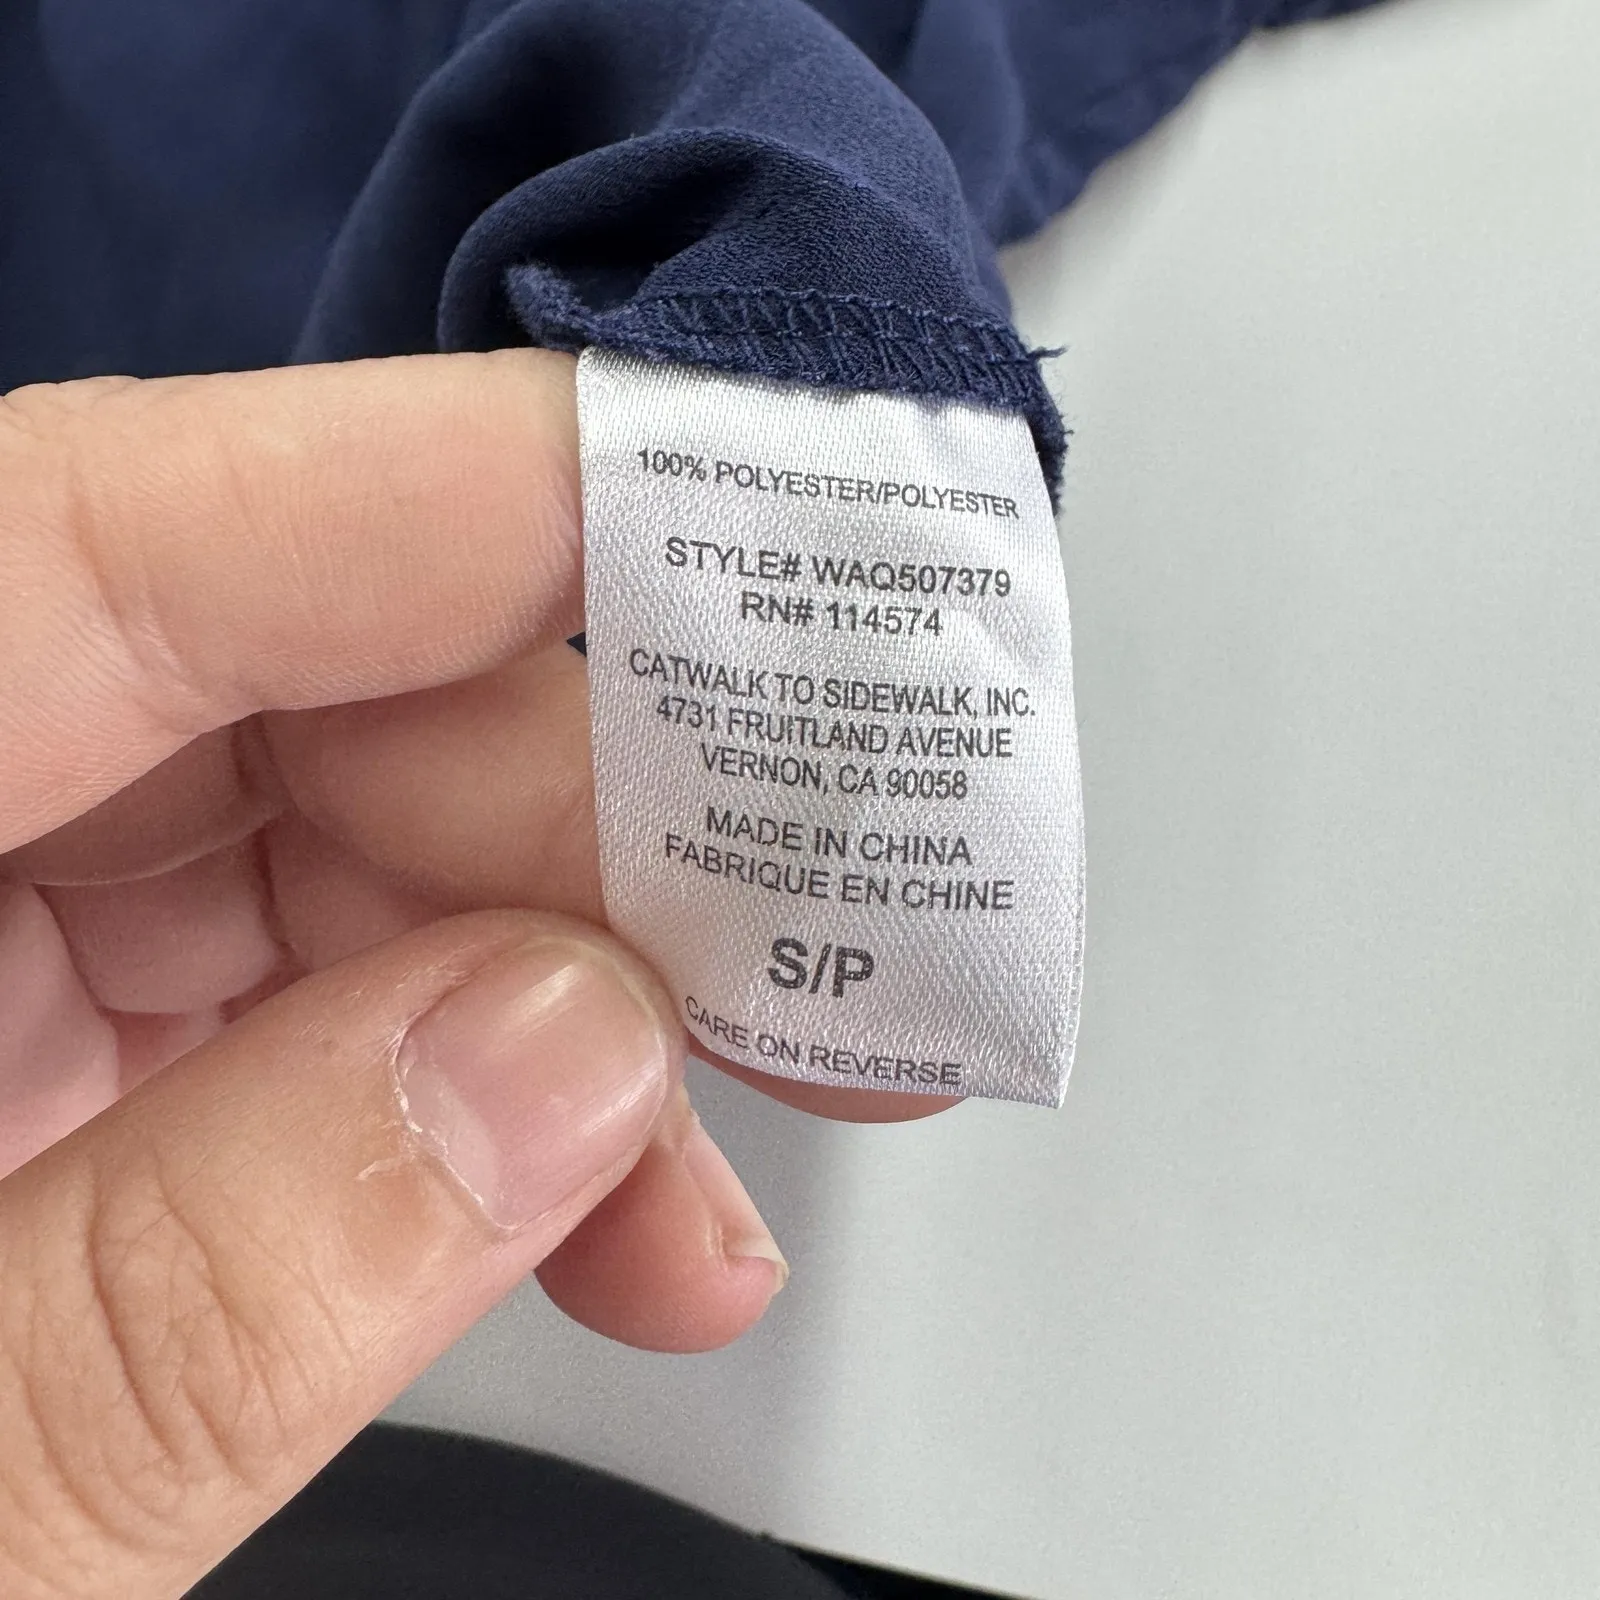 100% POLYESTER/POLYESTER
STYLE# WAQ507379
RN# 114574
CATWALK TO SIDEWALK, INC.
4731 FRUITLAND AVENUE
VERNON, CA 90058
MADE IN CHINA
FABRIQUE EN CHINE
S/P
CARE ON REVERSE